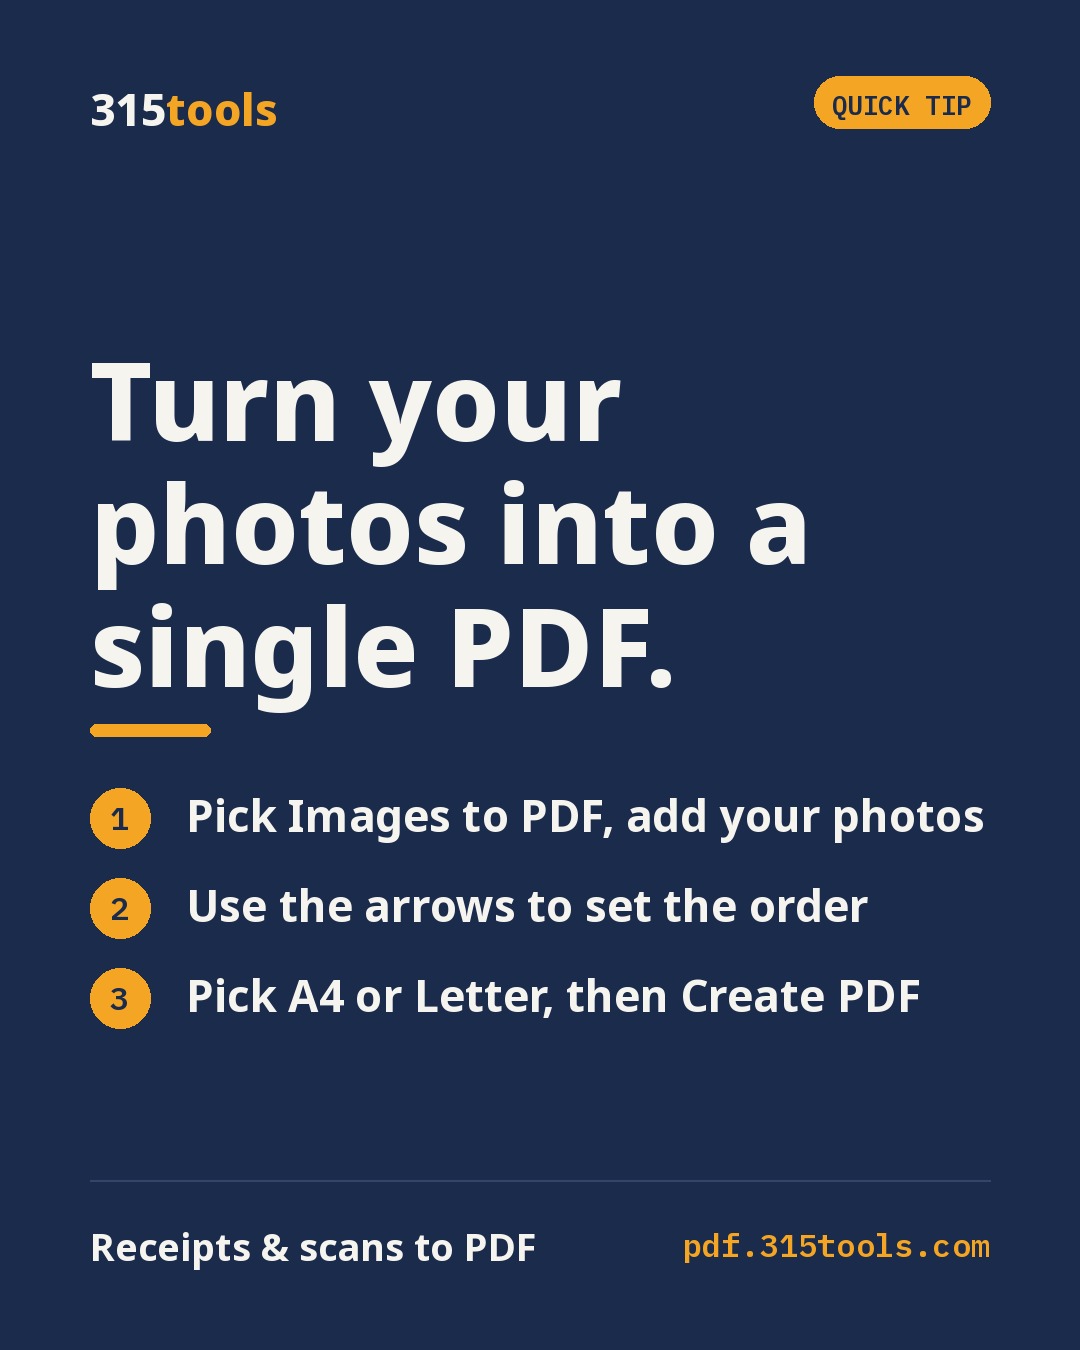 315tools
QUICK TIP
Turn your
photos into a
single PDF.
1 Pick Images to PDF, add your photos
2 Use the arrows to set the order
3 Pick A4 or Letter, then Create PDF
Receipts & scans to PDF
pdf.315tools.com